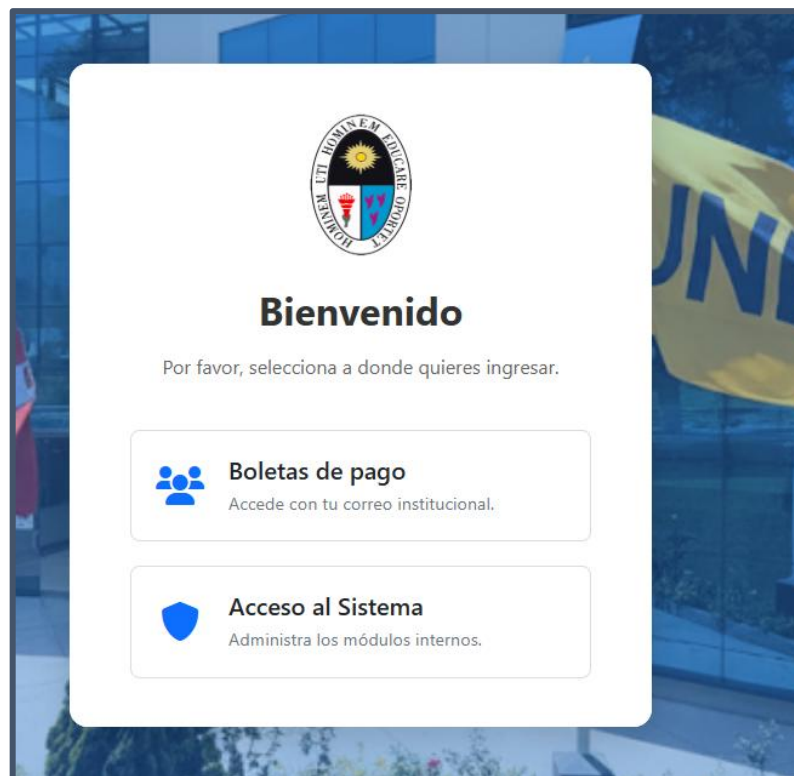 HOMINEM UTI HOMINEM EDUCARE OPORTET
UNE
Bienvenido
Por favor, selecciona a donde quieres ingresar.
Boletas de pago
Accede con tu correo institucional.
Acceso al Sistema
Administra los módulos internos.